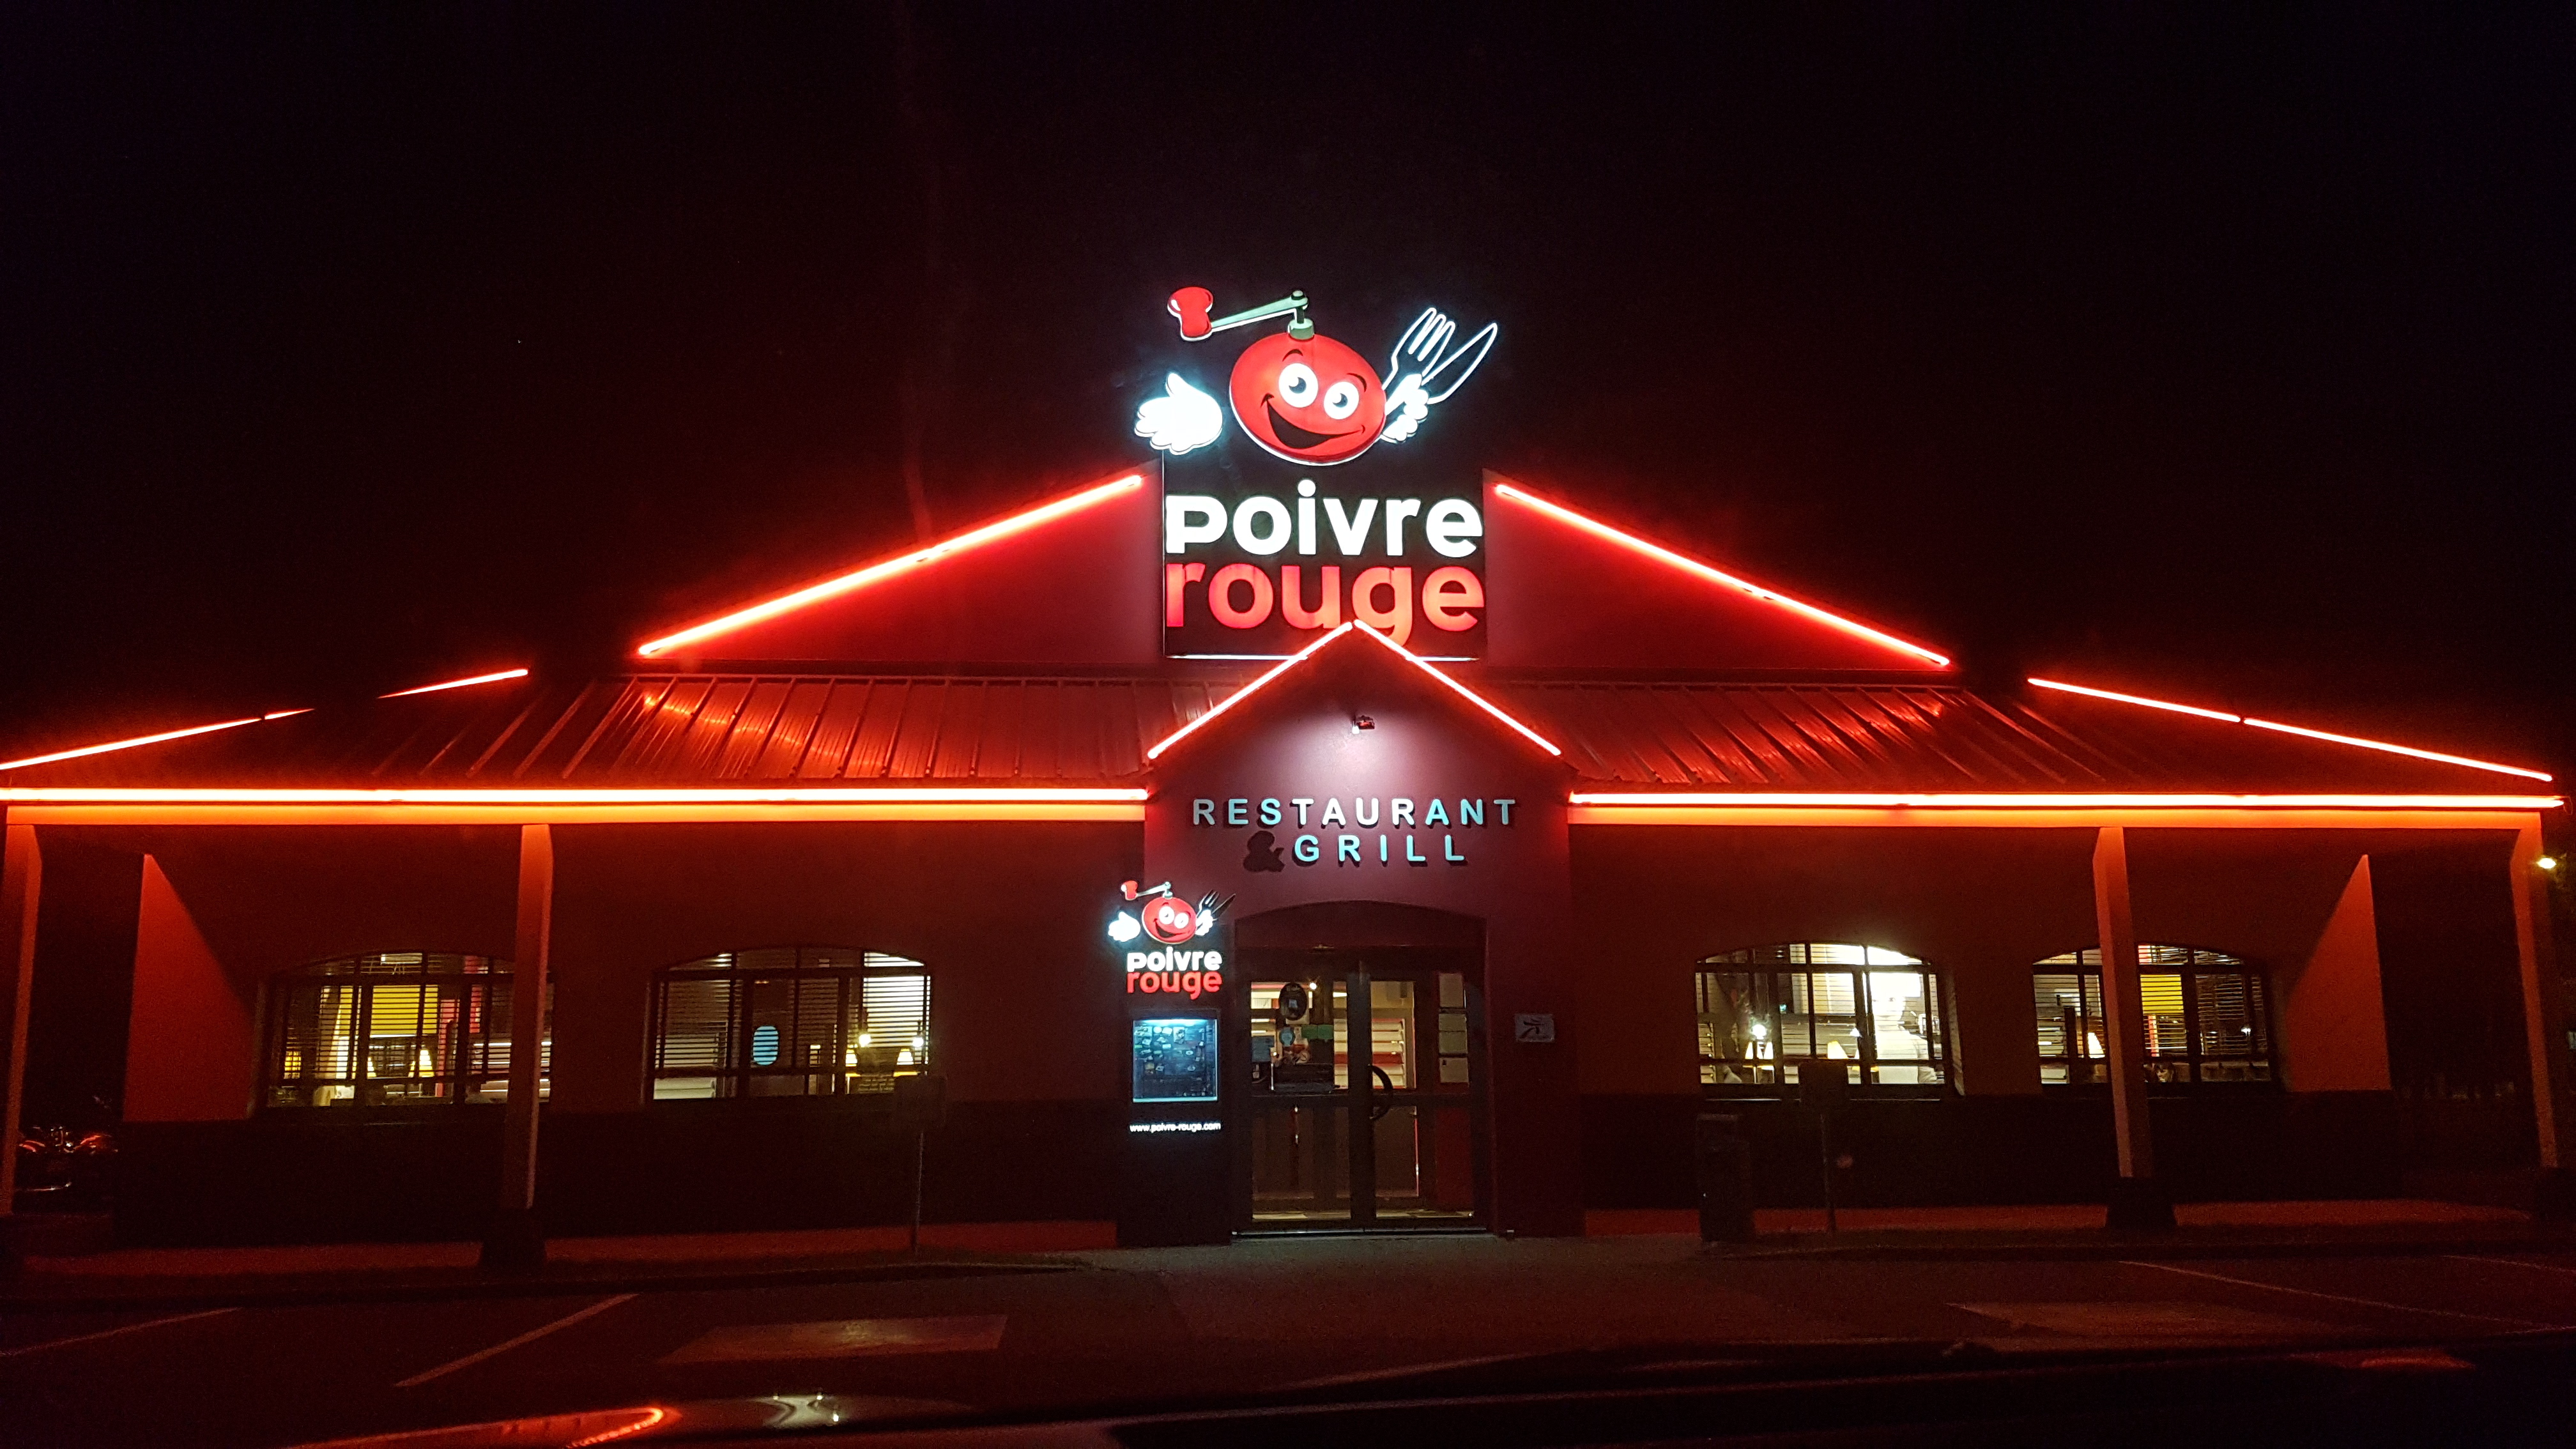 poivre
rouge
RESTAURANT
& GRILL
poivre
rouge
www.poivre-rouge.com